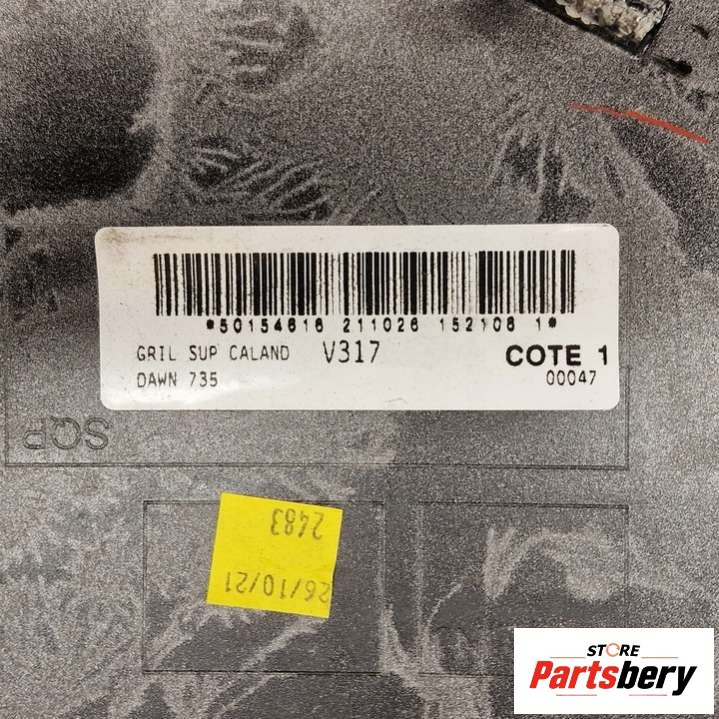 *50154616 211026 152108 1*
GRIL SUP CALAND V317 COTE 1
DAWN 735 00047
SQP
2483
26/10/21
STORE
Partsbery